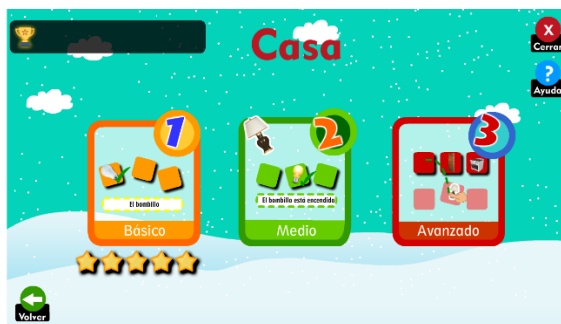 Casa
Cerrar
Ayuda
1
2
3
El bombillo
El bombillo está encendido
Básico
Medio
Avanzado
Volver